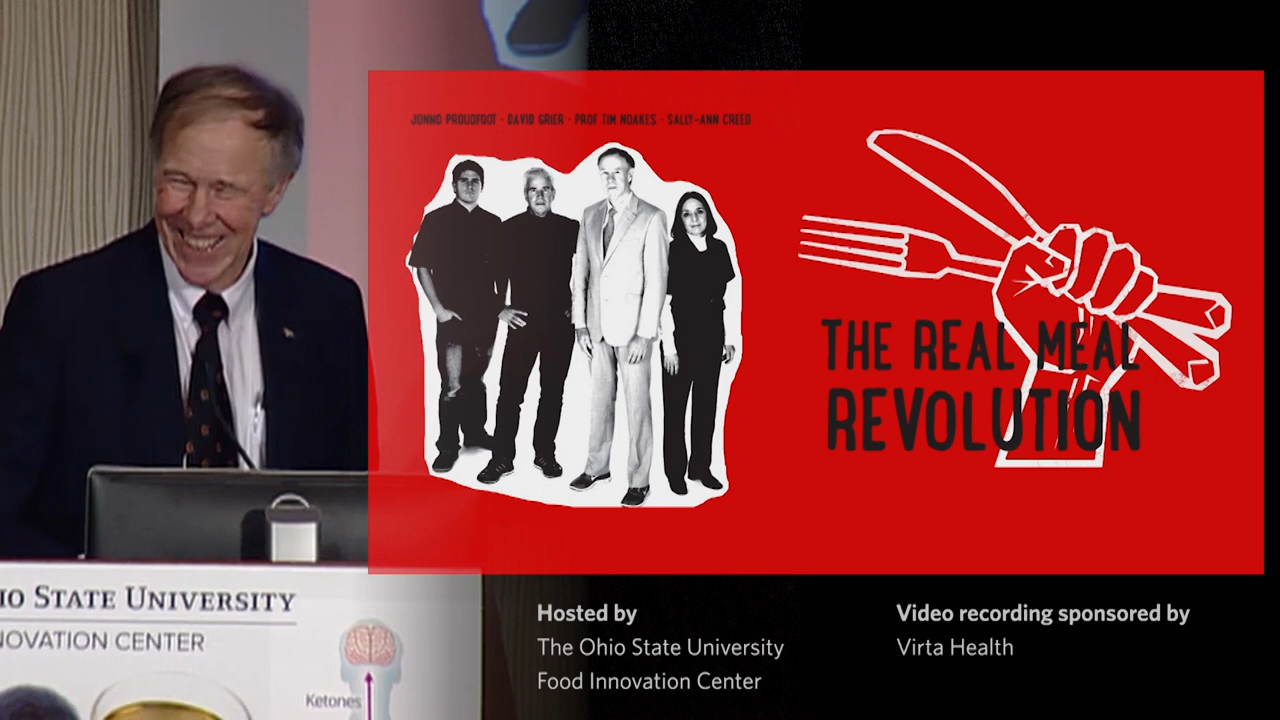 JONNO PROUDFOOT · DAVID GRIER · PROF TIM NOAKES · SALLY-ANN CREED
THE REAL MEAL
REVOLUTION
IO STATE UNIVERSITY
NOVATION CENTER
Ketones
Hosted by
The Ohio State University
Food Innovation Center
Video recording sponsored by
Virta Health